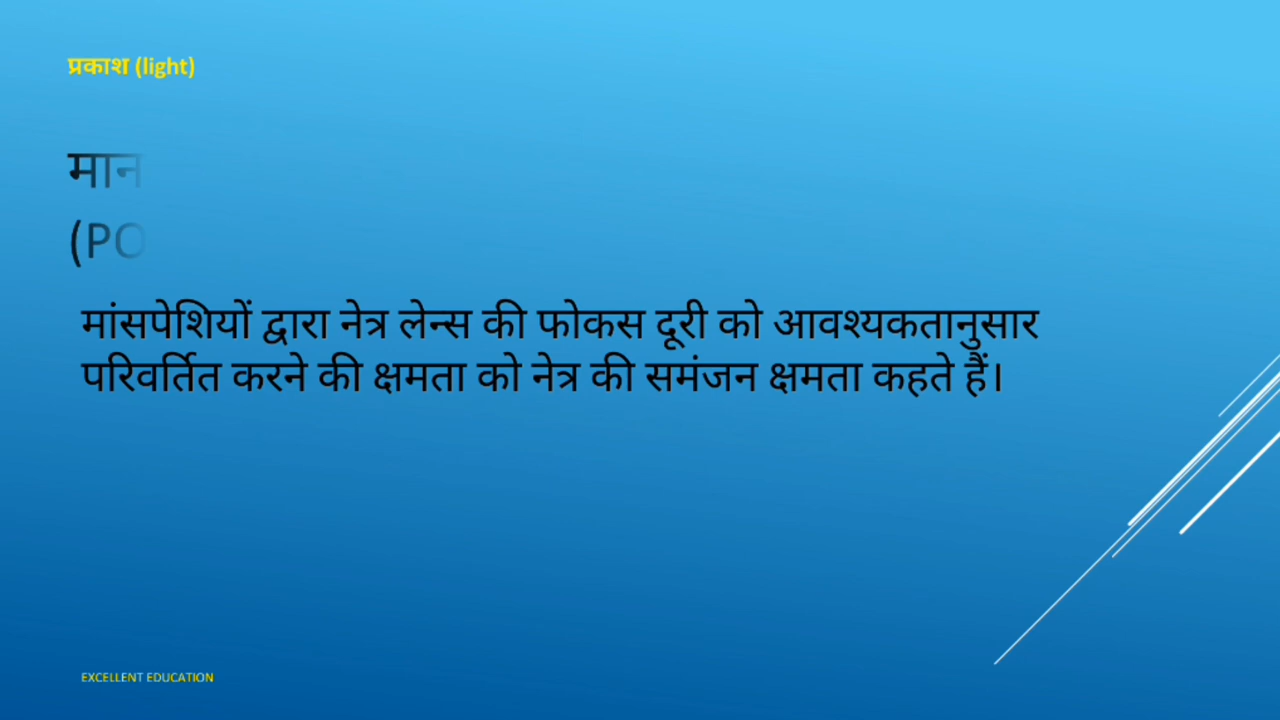 प्रकाश (light)
मांसपेशियों द्वारा नेत्र लेन्स की फोकस दूरी को आवश्यकतानुसार
परिवर्तित करने की क्षमता को नेत्र की समंजन क्षमता कहते हैं।
EXCELLENT EDUCATION